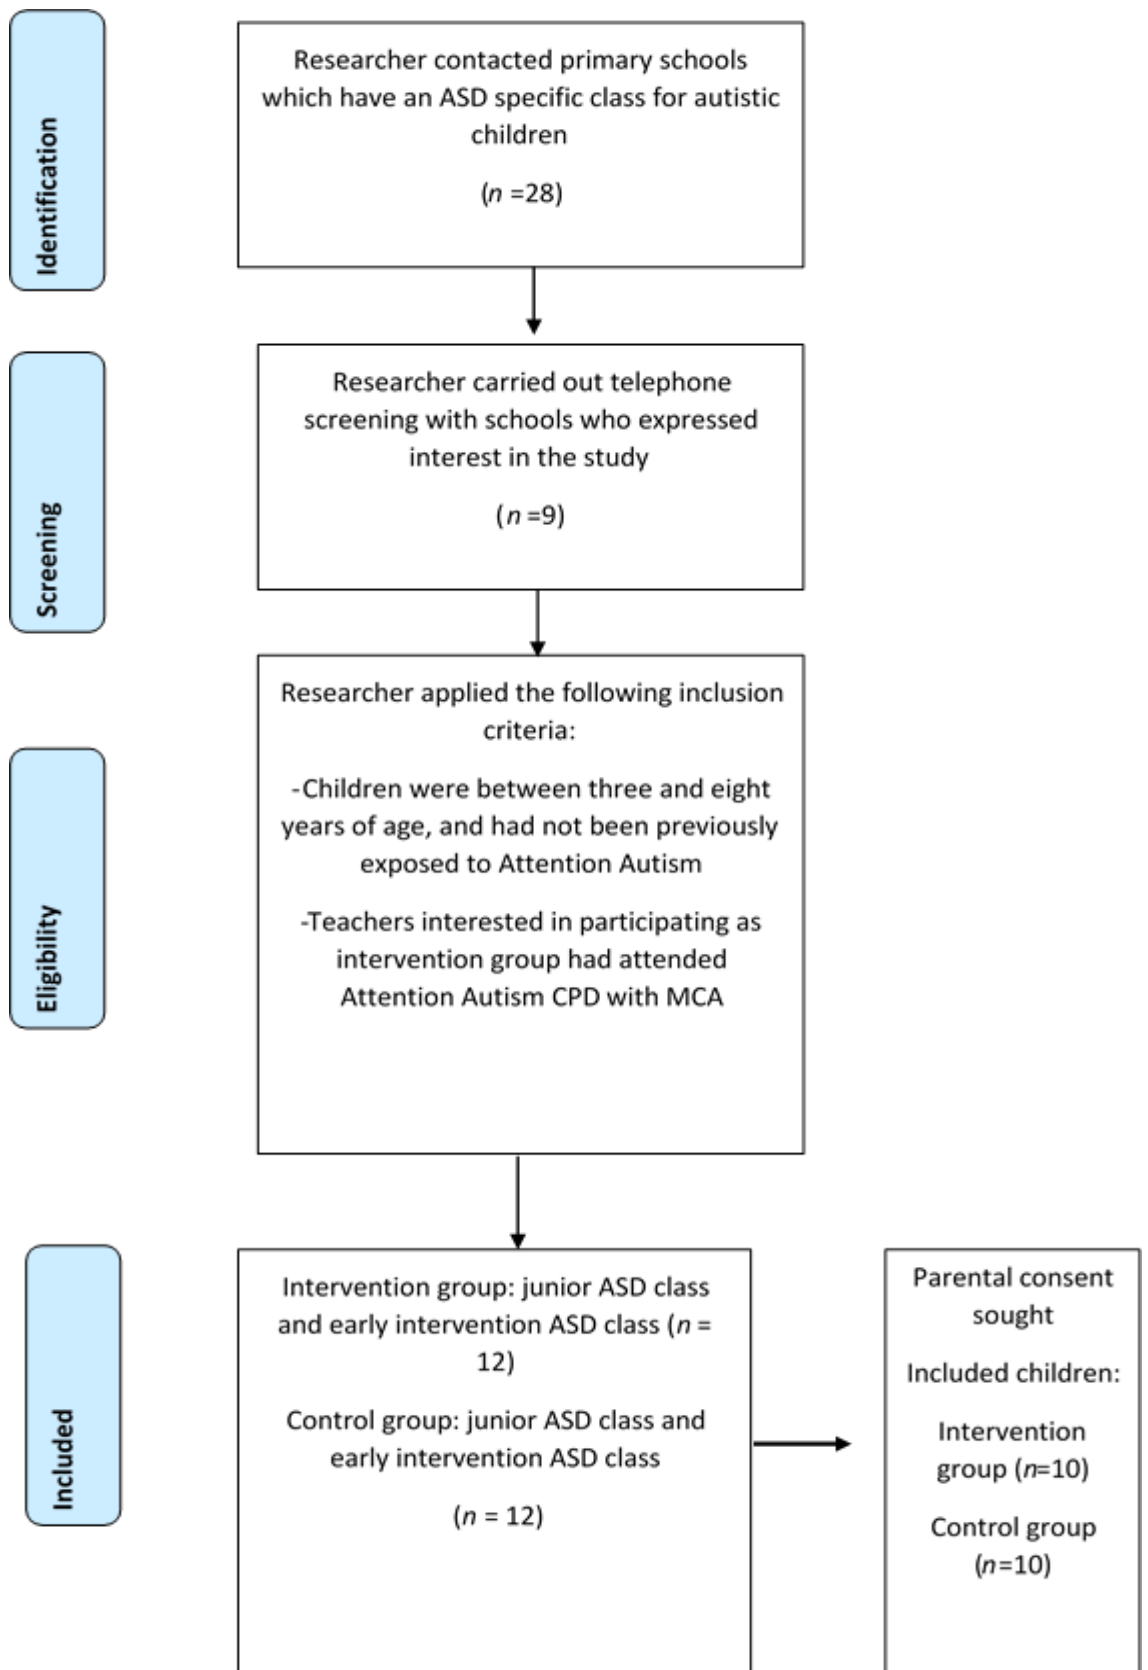 Identification
Researcher contacted primary schools
which have an ASD specific class for autistic
children
(n =28)
Screening
Researcher carried out telephone
screening with schools who expressed
interest in the study
(n =9)
Eligibility
Researcher applied the following inclusion
criteria:
-Children were between three and eight
years of age, and had not been previously
exposed to Attention Autism
-Teachers interested in participating as
intervention group had attended
Attention Autism CPD with MCA
Included
Intervention group: junior ASD class
and early intervention ASD class (n =
12)
Control group: junior ASD class and
early intervention ASD class
(n = 12)
Parental consent
sought
Included children:
Intervention
group (n=10)
Control group
(n=10)